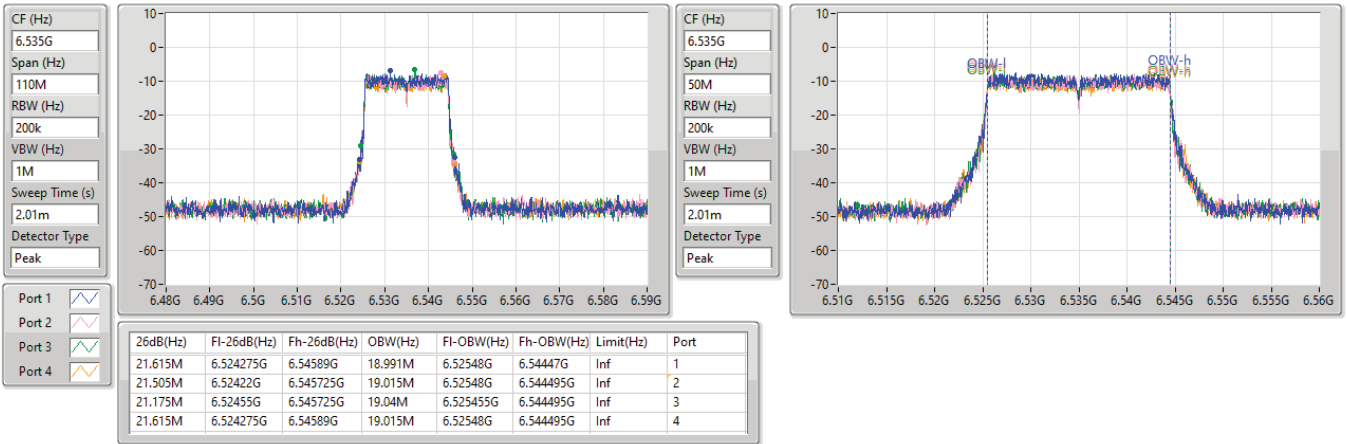 CF (Hz)
6.535G
Span (Hz)
110M
RBW (Hz)
200k
VBW (Hz)
1M
Sweep Time (s)
2.01m
Detector Type
Peak
10
0
-10
-20
-30
-40
-50
-60
-70
6.48G 6.49G 6.5G 6.51G 6.52G 6.53G 6.54G 6.55G 6.56G 6.57G 6.58G 6.59G
CF (Hz)
6.535G
Span (Hz)
50M
RBW (Hz)
200k
VBW (Hz)
1M
Sweep Time (s)
2.01m
Detector Type
Peak
10
0
-10
-20
-30
-40
-50
-60
-70
OBW-l OBW-h
OBW-l OBW-h
6.51G 6.515G 6.52G 6.525G 6.53G 6.535G 6.54G 6.545G 6.55G 6.555G 6.56G
Port 1
Port 2
Port 3
Port 4
26dB(Hz) Fl-26dB(Hz) Fh-26dB(Hz) OBW(Hz) Fl-OBW(Hz) Fh-OBW(Hz) Limit(Hz) Port
21.615M 6.524275G 6.54589G 18.991M 6.52548G 6.54447G Inf 1
21.505M 6.52422G 6.545725G 19.015M 6.52548G 6.544495G Inf 2
21.175M 6.52455G 6.545725G 19.04M 6.525455G 6.544495G Inf 3
21.615M 6.524275G 6.54589G 19.015M 6.52548G 6.544495G Inf 4